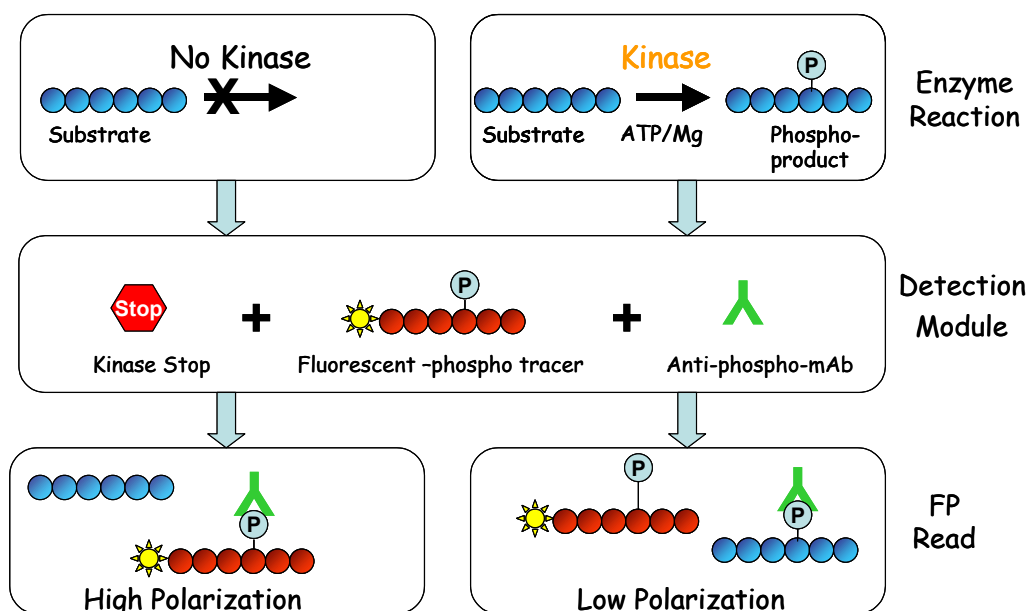 No Kinase
Substrate
Kinase
P
Substrate
ATP/Mg
Phospho-
product
Enzyme
Reaction
Stop
+
P
+
Kinase Stop
Fluorescent –phospho tracer
Anti-phospho-mAb
Detection
Module
P
High Polarization
P
P
Low Polarization
FP
Read